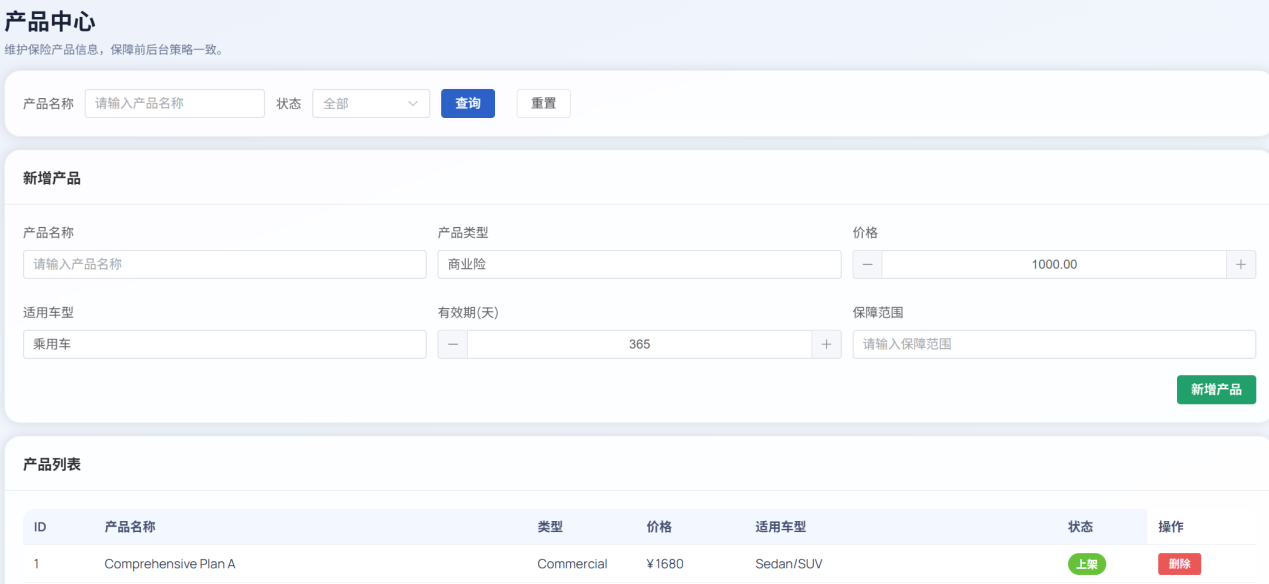 产品中心
维护保险产品信息，保障前后台策略一致。
产品名称 请输入产品名称 状态 全部 查询 重置
新增产品
产品名称 产品类型 价格
请输入产品名称 商业险 — 1000.00 +
适用车型 有效期(天) 保障范围
乘用车 — 365 + 请输入保障范围
新增产品
产品列表
ID 产品名称 类型 价格 适用车型 状态 操作
1 Comprehensive Plan A Commercial ¥1680 Sedan/SUV 上架 删除